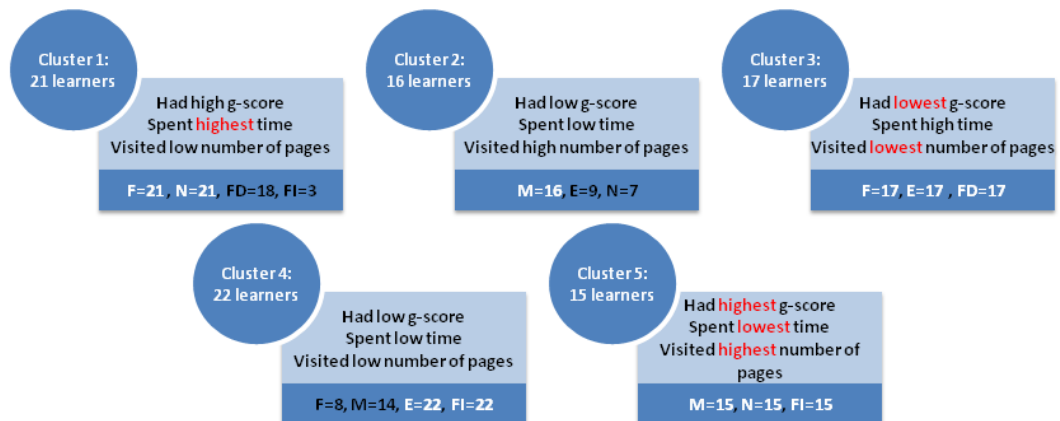 Cluster 1:
21 learners
Had high g-score
Spent highest time
Visited low number of pages
F=21 , N=21, FD=18, FI=3
Cluster 2:
16 learners
Had low g-score
Spent low time
Visited high number of pages
M=16, E=9, N=7
Cluster 3:
17 learners
Had lowest g-score
Spent high time
Visited lowest number of pages
F=17, E=17 , FD=17
Cluster 4:
22 learners
Had low g-score
Spent low time
Visited low number of pages
F=8, M=14, E=22, FI=22
Cluster 5:
15 learners
Had highest g-score
Spent lowest time
Visited highest number of
pages
M=15, N=15, FI=15